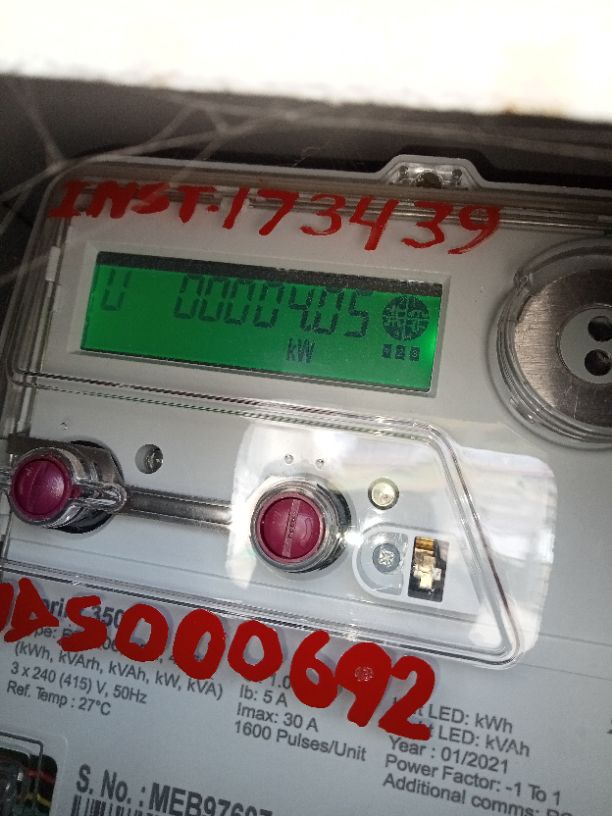 INST.173439
U 00004.05
kW
DS000692
(kWh, kVArh, kVAh, kW, kVA)
3 x 240 (415) V, 50Hz
Ref. Temp : 27°C
Ib: 5 A
Imax: 30 A
1600 Pulses/Unit
LED: kWh
LED: kVAh
Year : 01/2021
Power Factor: -1 To 1
Additional comms:
S. No. : MEB97607